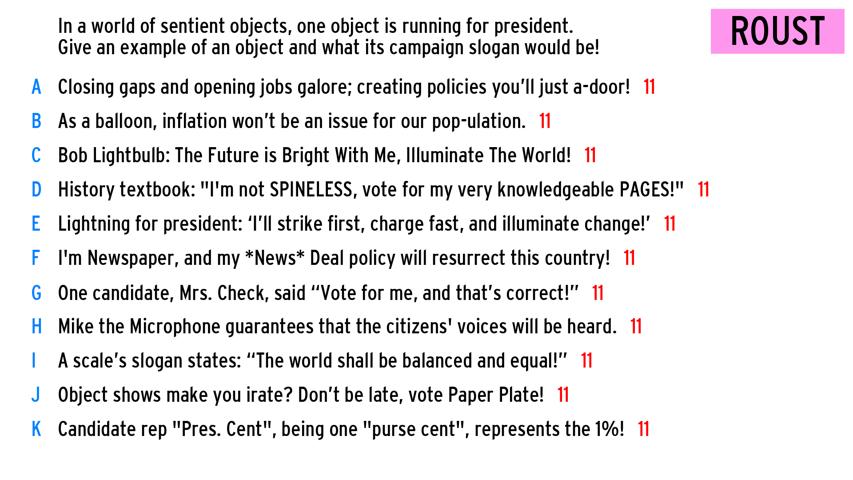 In a world of sentient objects, one object is running for president.
Give an example of an object and what its campaign slogan would be!
ROUST
A Closing gaps and opening jobs galore; creating policies you'll just a-door! 11
B As a balloon, inflation won't be an issue for our pop-ulation. 11
C Bob Lightbulb: The Future is Bright With Me, Illuminate The World! 11
D History textbook: "I'm not SPINELESS, vote for my very knowledgeable PAGES!" 11
E Lightning for president: ‘I’ll strike first, charge fast, and illuminate change!’ 11
F I'm Newspaper, and my *News* Deal policy will resurrect this country! 11
G One candidate, Mrs. Check, said “Vote for me, and that’s correct!” 11
H Mike the Microphone guarantees that the citizens' voices will be heard. 11
I A scale’s slogan states: “The world shall be balanced and equal!” 11
J Object shows make you irate? Don’t be late, vote Paper Plate! 11
K Candidate rep "Pres. Cent", being one "purse cent", represents the 1%! 11